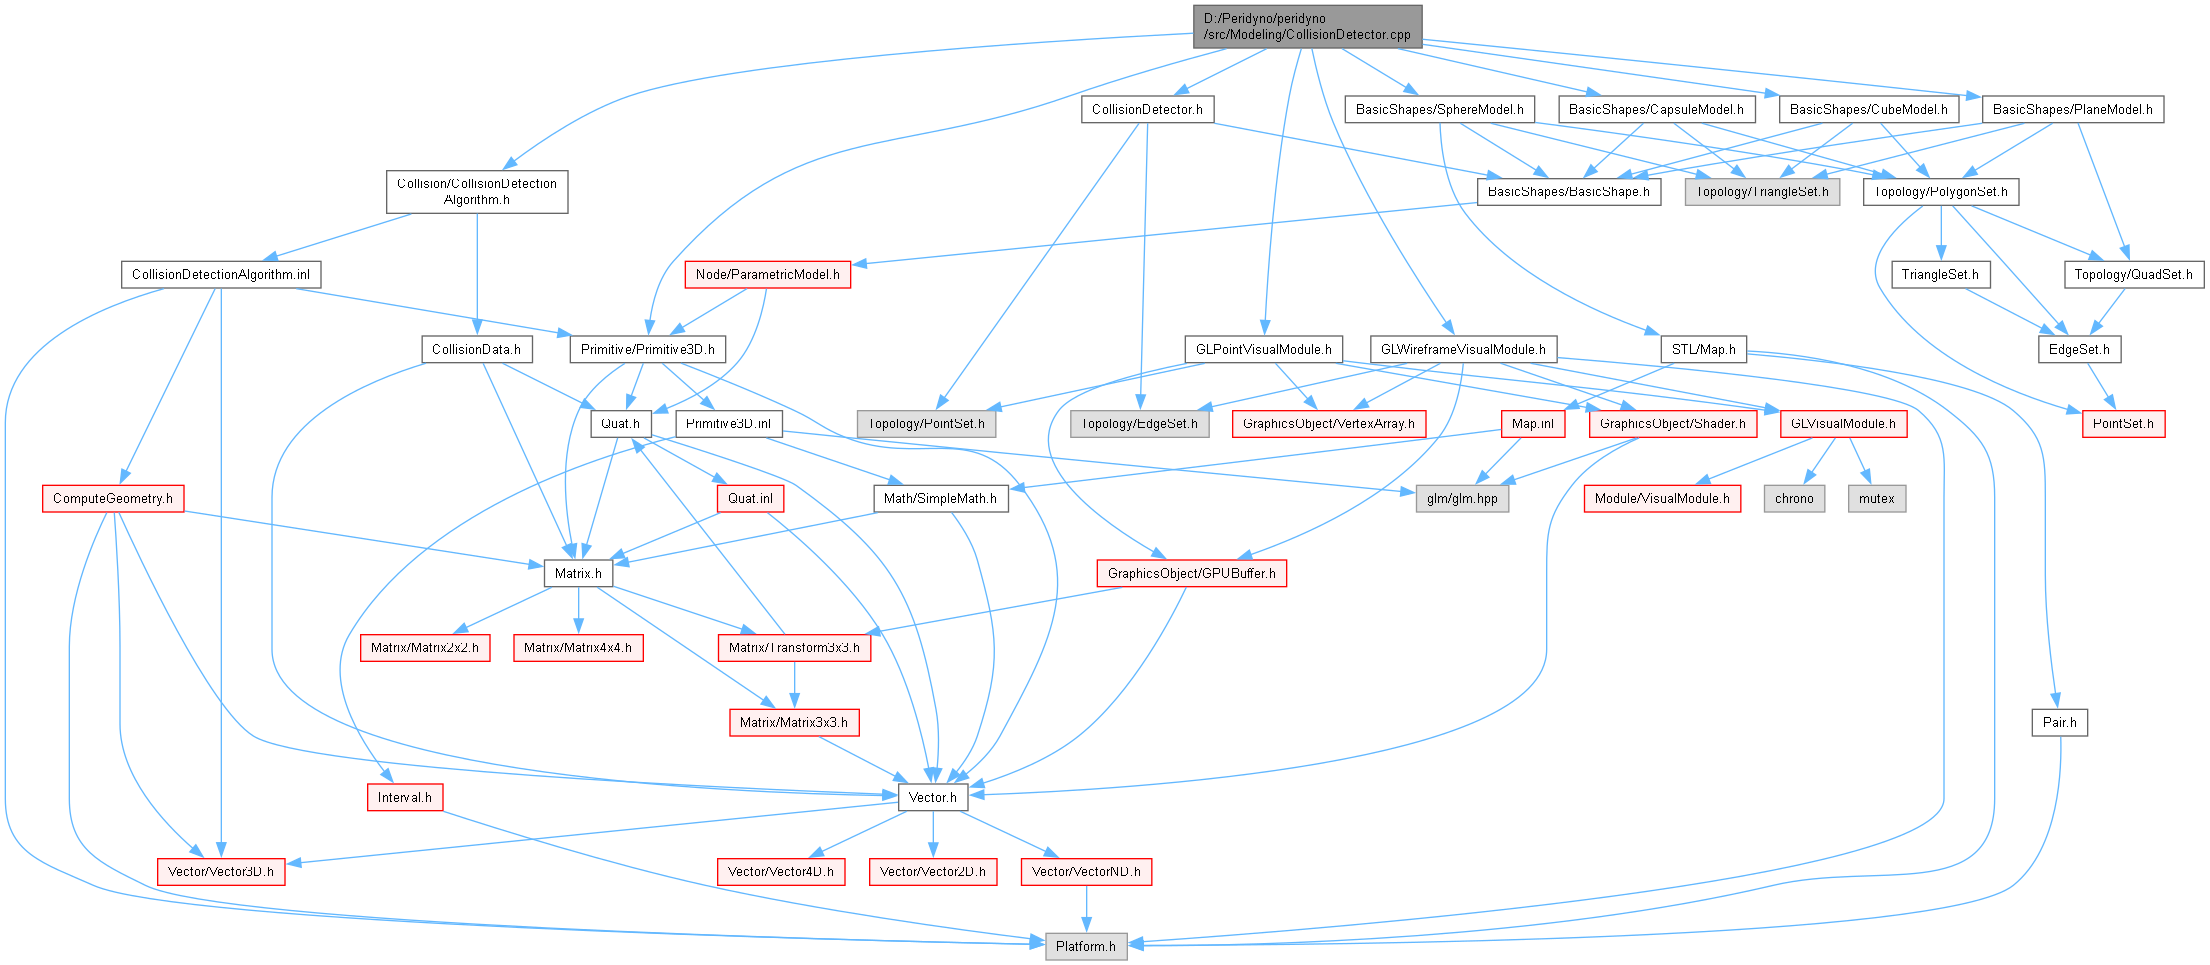 D:/Peridyno/peridyno
/src/Modeling/CollisionDetector.cpp
CollisionDetector.h
BasicShapes/SphereModel.h
BasicShapes/CapsuleModel.h
BasicShapes/CubeModel.h
BasicShapes/PlaneModel.h
Collision/CollisionDetection
Algorithm.h
BasicShapes/BasicShape.h
Topology/TriangleSet.h
Topology/PolygonSet.h
CollisionDetectionAlgorithm.inl
Node/ParametricModel.h
TriangleSet.h
Topology/QuadSet.h
CollisionData.h
Primitive/Primitive3D.h
GLPointVisualModule.h
GLWireframeVisualModule.h
STL/Map.h
EdgeSet.h
Quat.h
Primitive3D.inl
Topology/PointSet.h
Topology/EdgeSet.h
GraphicsObject/VertexArray.h
Map.inl
GraphicsObject/Shader.h
GLVisualModule.h
PointSet.h
ComputeGeometry.h
Quat.inl
Math/SimpleMath.h
glm/glm.hpp
Module/VisualModule.h
chrono
mutex
Matrix.h
GraphicsObject/GPUBuffer.h
Matrix/Matrix2x2.h
Matrix/Matrix4x4.h
Matrix/Transform3x3.h
Matrix/Matrix3x3.h
Pair.h
Interval.h
Vector.h
Vector/Vector3D.h
Vector/Vector4D.h
Vector/Vector2D.h
Vector/VectorND.h
Platform.h